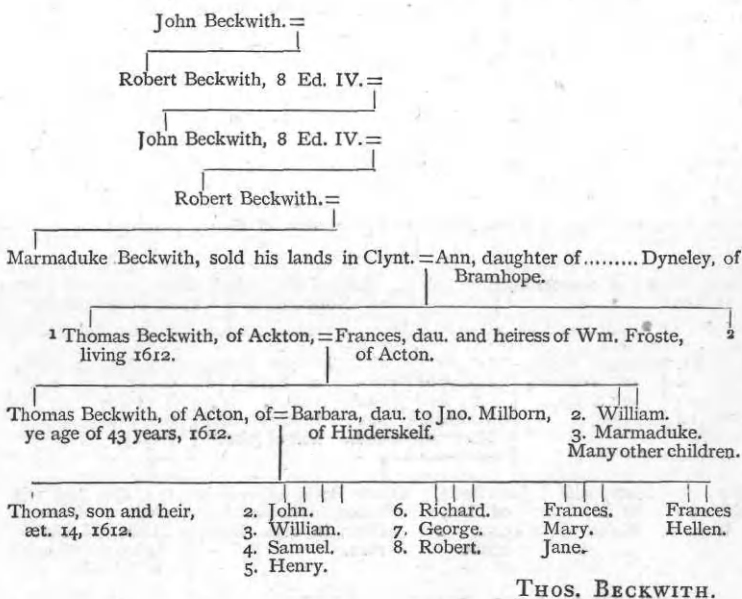 John Beckwith. =
Robert Beckwith, 8 Ed. IV. =
John Beckwith, 8 Ed. IV. =
Robert Beckwith. =
Marmaduke Beckwith, sold his lands in Clynt. = Ann, daughter of ......... Dyneley, of
Bramhope.
1 Thomas Beckwith, of Ackton, = Frances, dau. and heiress of Wm. Froste, 2
living 1612. of Acton.
Thomas Beckwith, of Acton, of = Barbara, dau. to Jno. Milborn, 2. William.
ye age of 43 years, 1612. of Hinderskelf. 3. Marmaduke.
Many other children.
Thomas, son and heir, 2. John. 6. Richard. Frances. Frances
æt. 14, 1612. 3. William. 7. George. Mary. Hellen.
4. Samuel. 8. Robert. Jane.
5. Henry.
THOS. BECKWITH.